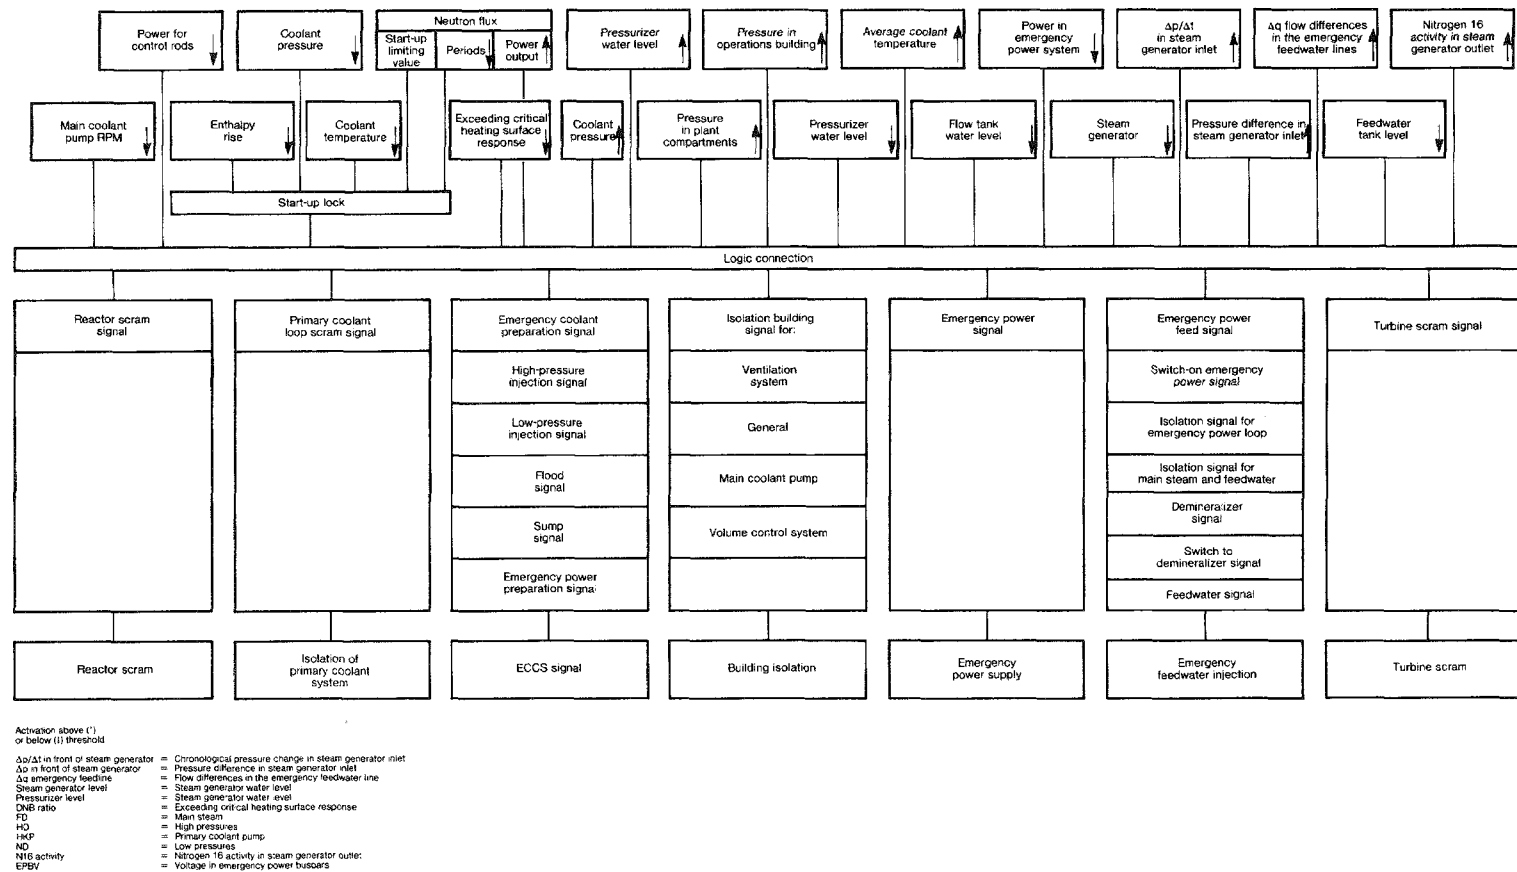 Power for
control rods
Coolant
pressure
Neutron flux
Start-up
limiting
value
Periods
Power
output
Pressurizer
water level
Pressure in
operations building
Average coolant
temperature
Power in
emergency
power system
Δp/Δt
in steam
generator inlet
Δq flow differences
in the emergency
feedwater lines
Nitrogen 16
activity in steam
generator outlet
Main coolant
pump RPM
Enthalpy
rise
Coolant
temperature
Exceeding critical
heating surface
response
Coolant
pressure
Pressure
in plant
compartments
Pressurizer
water level
Flow tank
water level
Steam
generator
Pressure difference in
steam generator inlet
Feedwater
tank level
Start-up lock
Logic connection
Reactor scram
signal
Primary coolant
loop scram signal
Emergency coolant
preparation signal
High-pressure
injection signal
Low-pressure
injection signal
Flood
signal
Sump
signal
Emergency power
preparation signal
Isolation building
signal for:
Ventilation
system
General
Main coolant pump
Volume control system
Emergency power
signal
Emergency power
feed signal
Switch-on emergency
power signal
Isolation signal for
emergency power loop
Isolation signal for
main steam and feedwater
Demineralizer
signal
Switch to
demineralizer signal
Feedwater signal
Turbine scram signal
Reactor scram
Isolation of
primary coolant
system
ECCS signal
Building isolation
Emergency
power supply
Emergency
feedwater injection
Turbine scram
Activation above (↑)
or below (↓) threshold
Δp/Δt in front of steam generator = Chronological pressure change in steam generator inlet
Δp in front of steam generator = Pressure difference in steam generator inlet
Δq emergency feedline = Flow differences in the emergency feedwater line
Steam generator level = Steam generator water level
Pressurizer level = Steam generator water level
DNB ratio = Exceeding critical heating surface response
FD = Main steam
HD = High pressures
HKP = Primary coolant pump
ND = Low pressures
N16 activity = Nitrogen 16 activity in steam generator outlet
EPBV = Voltage in emergency power busbars